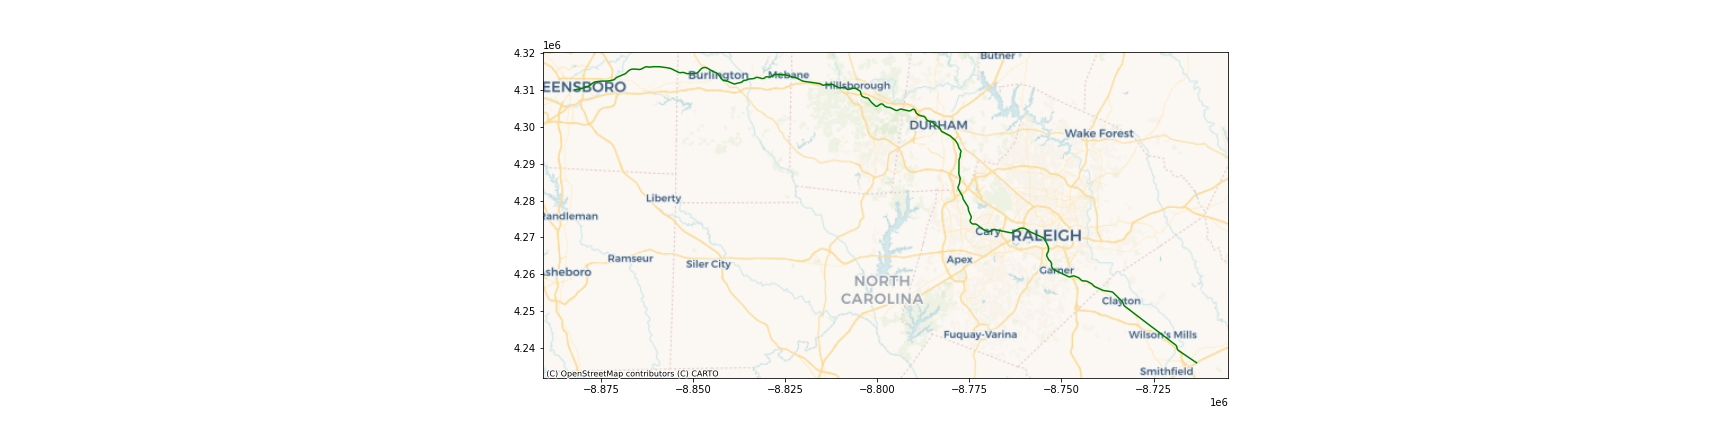 1e6
4.32
4.31
4.30
4.29
4.28
4.27
4.26
4.25
4.24
Butner
Burlington
Mebane
EENSBORO
Hillsborough
DURHAM
Wake Forest
Liberty
andleman
Cary
RALEIGH
Ramseur
Siler City
Apex
Garner
sheboro
NORTH
CAROLINA
Clayton
Fuquay-Varina
Wilson's Mills
Smithfield
(C) OpenStreetMap contributors (C) CARTO
−8.875
−8.850
−8.825
−8.800
−8.775
−8.750
−8.725
1e6